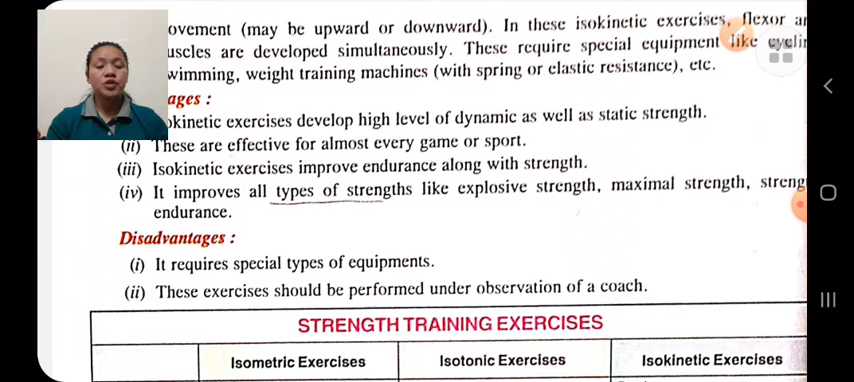 ovement (may be upward or downward). In these isokinetic exercises, flexor
uscles are developed simultaneously. These require special equipment like
wimming, weight training machines (with spring or elastic resistance), etc.
ages :
okinetic exercises develop high level of dynamic as well as static strength.
(ii) These are effective for almost every game or sport.
(iii) Isokinetic exercises improve endurance along with strength.
(iv) It improves all types of strengths like explosive strength, maximal strength, streng
endurance.
Disadvantages :
(i) It requires special types of equipments.
(ii) These exercises should be performed under observation of a coach.
STRENGTH TRAINING EXERCISES
Isometric Exercises Isotonic Exercises Isokinetic Exercises